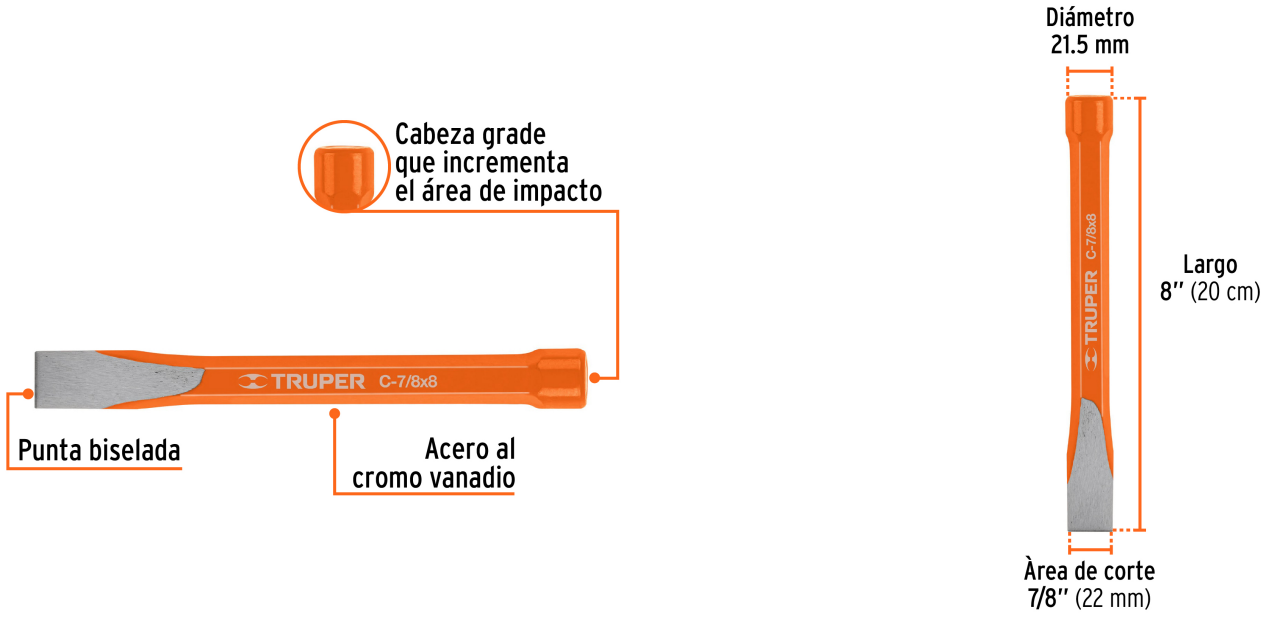 Cabeza grade
que incrementa
el área de impacto
TRUPER C-7/8x8
Punta biselada
Acero al
cromo vanadio
Diámetro
21.5 mm
TRUPER C-7/8x8
Largo
8’’ (20 cm)
Àrea de corte
7/8’’ (22 mm)